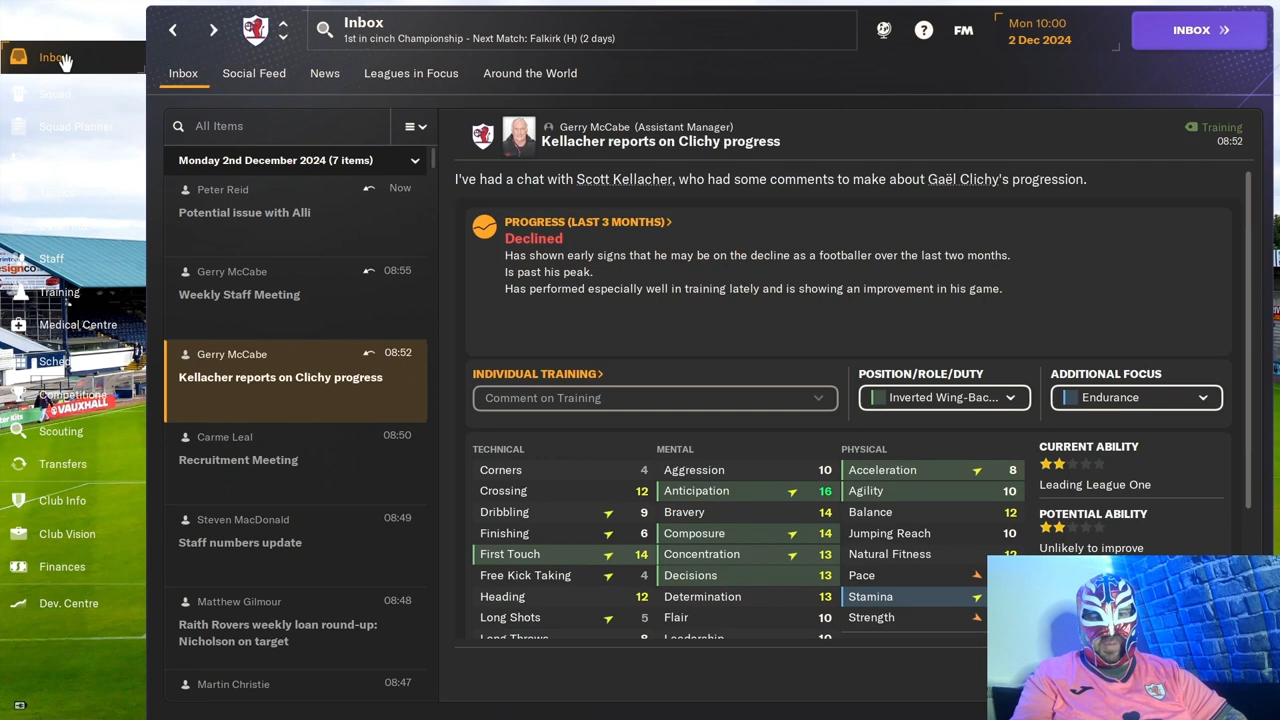 Inbox
1st in cinch Championship - Next Match: Falkirk (H) (2 days)
FM
Mon 10:00
2 Dec 2024
INBOX
Inbox
Social Feed
News
Leagues in Focus
Around the World
Squad
Squad Planner
Staff
Training
Medical Centre
Competitions
VAUXHALL
Scouting
Transfers
Club Info
Club Vision
Finances
Dev. Centre
All Items
Monday 2nd December 2024 (7 items)
Peter Reid
Now
Potential issue with Alli
Gerry McCabe
08:55
Weekly Staff Meeting
Gerry McCabe
08:52
Kellacher reports on Clichy progress
Carme Leal
08:50
Recruitment Meeting
Steven MacDonald
08:49
Staff numbers update
Matthew Gilmour
08:48
Raith Rovers weekly loan round-up:
Nicholson on target
Martin Christie
08:47
Gerry McCabe (Assistant Manager)
Kellacher reports on Clichy progress
Training
08:52
I've had a chat with Scott Kellacher, who had some comments to make about Gaël Clichy's progression.
PROGRESS (LAST 3 MONTHS)
Declined
Has shown early signs that he may be on the decline as a footballer over the last two months.
Is past his peak.
Has performed especially well in training lately and is showing an improvement in his game.
INDIVIDUAL TRAINING
Comment on Training
POSITION/ROLE/DUTY
Inverted Wing-Bac...
ADDITIONAL FOCUS
Endurance
TECHNICAL
Corners 4
Crossing 12
Dribbling 9
Finishing 6
First Touch 14
Free Kick Taking 4
Heading 12
Long Shots 5
MENTAL
Aggression 10
Anticipation 16
Bravery 14
Composure 14
Concentration 13
Decisions 13
Determination 13
Flair 10
PHYSICAL
Acceleration 8
Agility 10
Balance 12
Jumping Reach 10
Natural Fitness
Pace
Stamina
Strength
CURRENT ABILITY
Leading League One
POTENTIAL ABILITY
Unlikely to improve